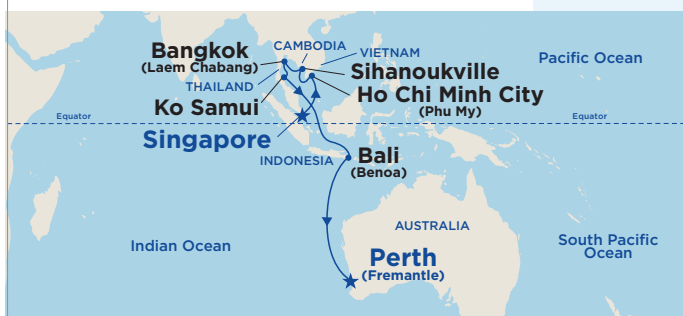 CAMBODIA
Bangkok
(Laem Chabang)
VIETNAM
Pacific Ocean
Sihanoukville
THAILAND
Ho Chi Minh City
(Phu My)
Ko Samui
Equator
Equator
Singapore
INDONESIA
Bali
(Benoa)
AUSTRALIA
Indian Ocean
South Pacific
Ocean
Perth
(Fremantle)